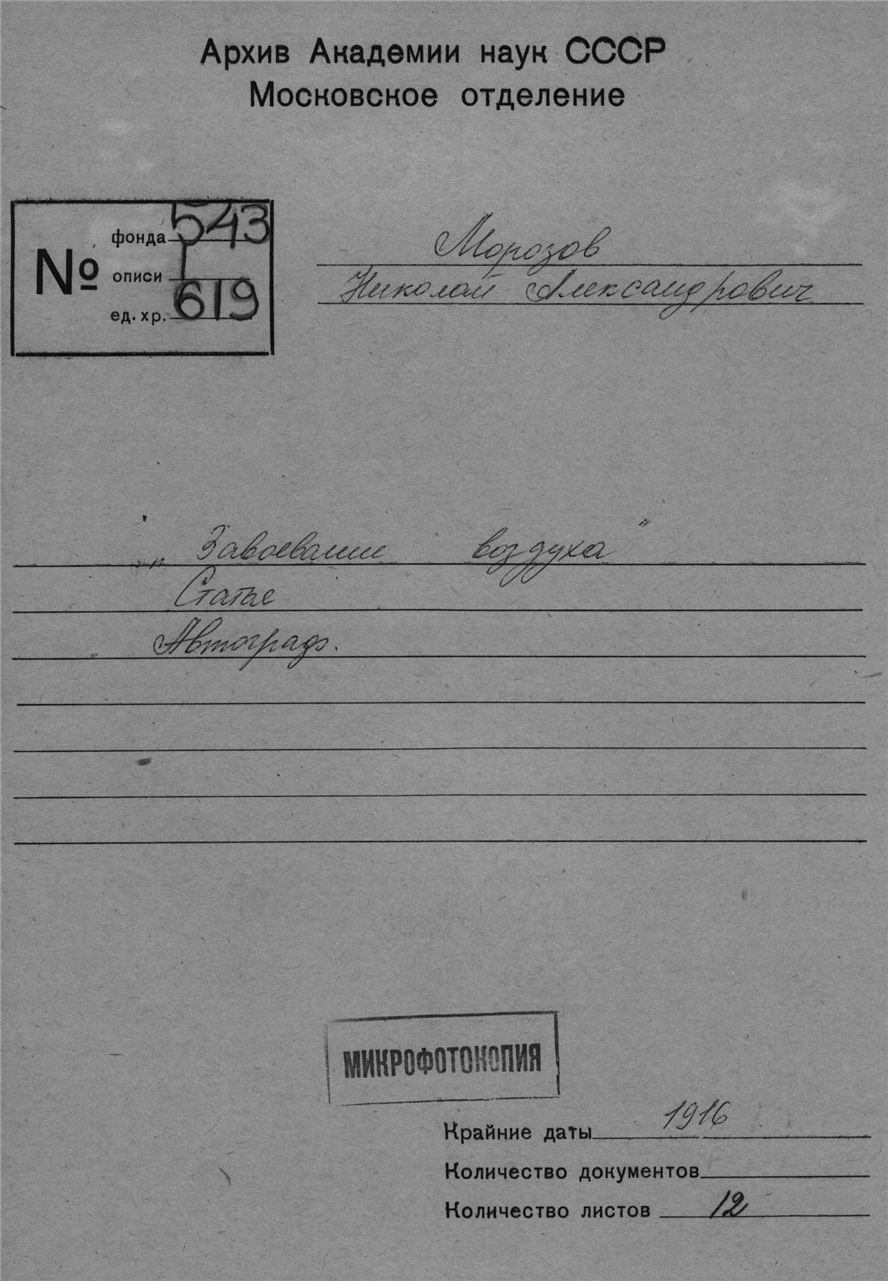 Архив Академии наук СССР
Московское отделение
№
фонда 543
описи 1
ед. хр. 619
Морозов
Николай Александрович
„Завоевание воздуха"
Статья
Автограф.
МИКРОФОТОКОПИЯ
Крайние даты 1916
Количество документов
Количество листов 12